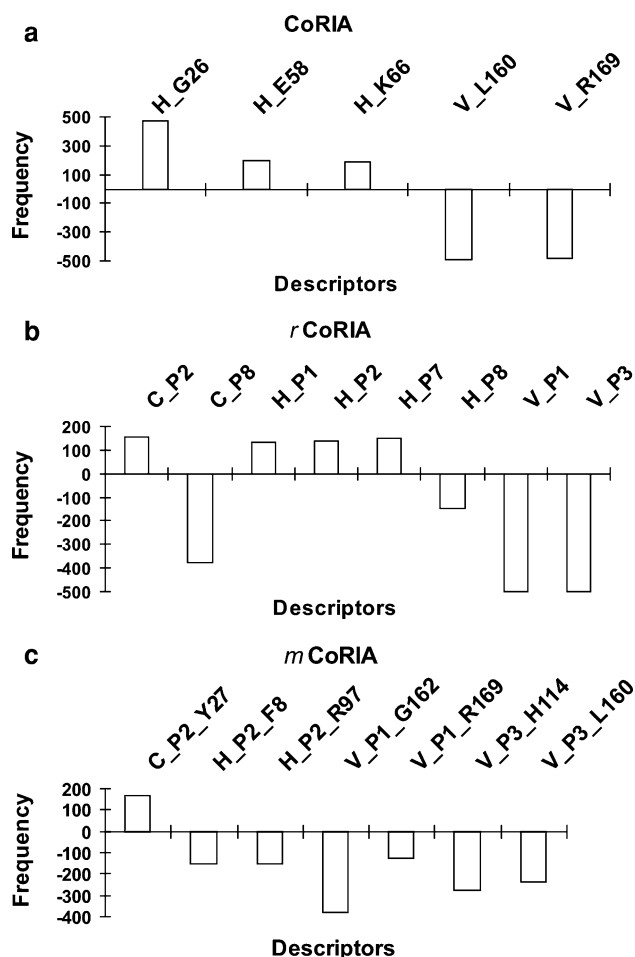 a
CoRIA
H_G26
H_E58
H_K66
V_L160
V_R169
500
300
100
-100
-300
-500
Frequency
Descriptors
b
r CoRIA
C_P2
C_P8
H_P1
H_P2
H_P7
H_P8
V_P1
V_P3
200
100
0
-100
-200
-300
-400
-500
Frequency
Descriptors
c
m CoRIA
C_P2_Y27
H_P2_F8
H_P2_R97
V_P1_G162
V_P1_R169
V_P3_H114
V_P3_L160
200
100
0
-100
-200
-300
-400
Frequency
Descriptors